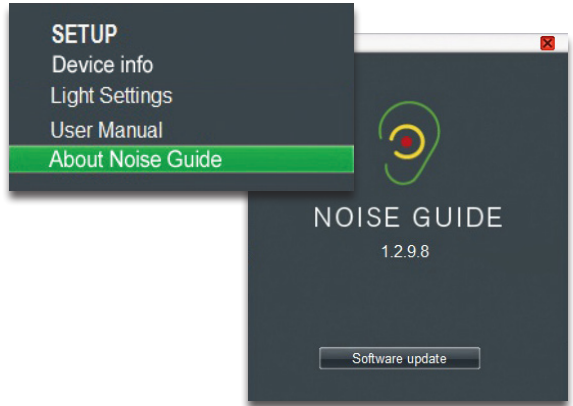 SETUP
Device info
Light Settings
User Manual
About Noise Guide
NOISE GUIDE
1.2.9.8
Software update